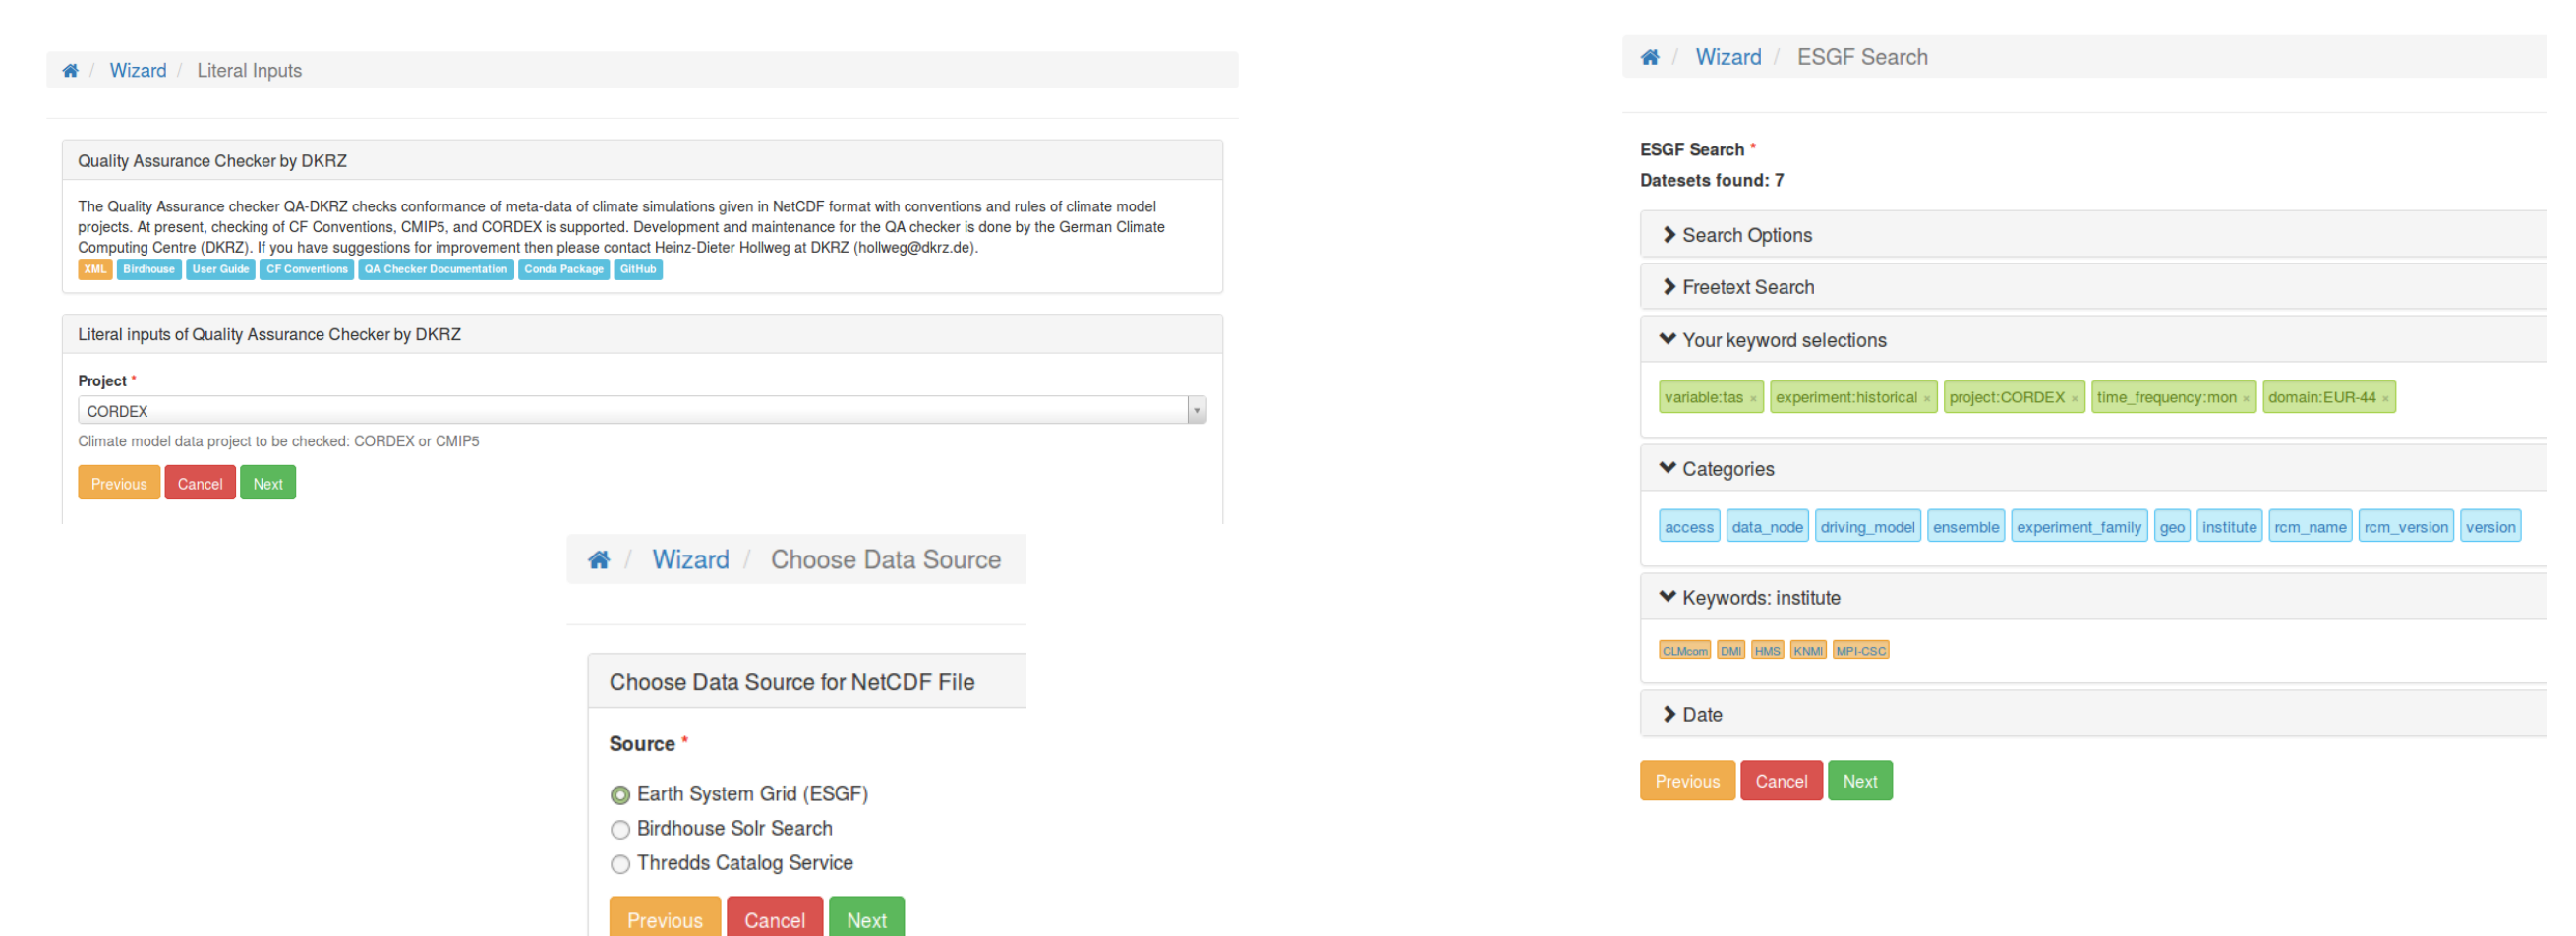 / Wizard / Literal Inputs
Quality Assurance Checker by DKRZ
The Quality Assurance checker QA-DKRZ checks conformance of meta-data of climate simulations given in NetCDF format with conventions and rules of climate model
projects. At present, checking of CF Conventions, CMIP5, and CORDEX is supported. Development and maintenance for the QA checker is done by the German Climate
Computing Centre (DKRZ). If you have suggestions for improvement then please contact Heinz-Dieter Hollweg at DKRZ (hollweg@dkrz.de).
XML Birdhouse User Guide CF Conventions QA Checker Documentation Conda Package GitHub
Literal inputs of Quality Assurance Checker by DKRZ
Project *
CORDEX
Climate model data project to be checked: CORDEX or CMIP5
Previous Cancel Next
/ Wizard / Choose Data Source
Choose Data Source for NetCDF File
Source *
Earth System Grid (ESGF)
Birdhouse Solr Search
Thredds Catalog Service
Previous Cancel Next
/ Wizard / ESGF Search
ESGF Search *
Datesets found: 7
Search Options
Freetext Search
Your keyword selections
variable:tas × experiment:historical × project:CORDEX × time_frequency:mon × domain:EUR-44 ×
Categories
access data_node driving_model ensemble experiment_family geo institute rcm_name rcm_version version
Keywords: institute
CLMcom DMI HMS KNMI MPI-CSC
Date
Previous Cancel Next